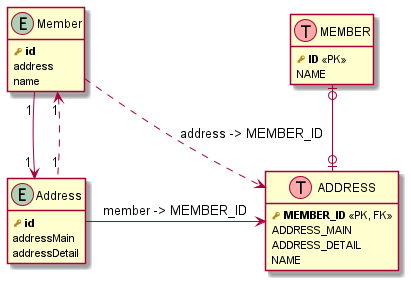 E Member
id
address
name
T MEMBER
ID «PK»
NAME
1
1
address -> MEMBER_ID
1
1
E Address
id
addressMain
addressDetail
member -> MEMBER_ID
T ADDRESS
MEMBER_ID «PK, FK»
ADDRESS_MAIN
ADDRESS_DETAIL
NAME